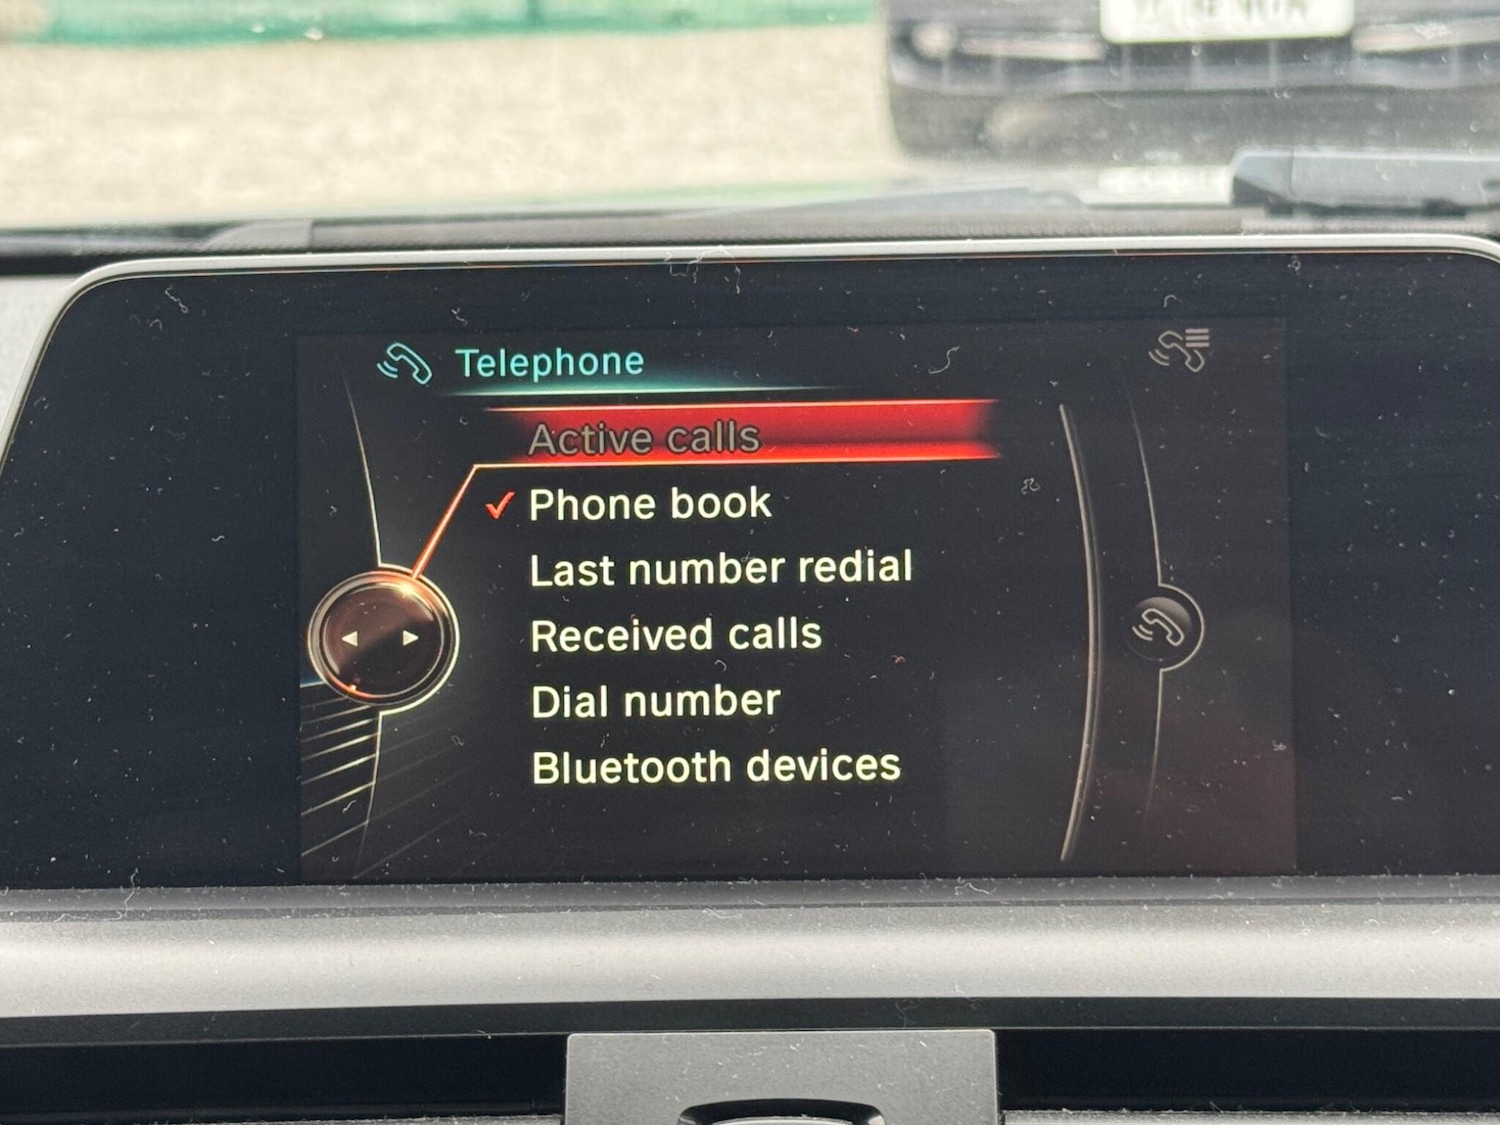 Telephone
Active calls
Phone book
Last number redial
Received calls
Dial number
Bluetooth devices